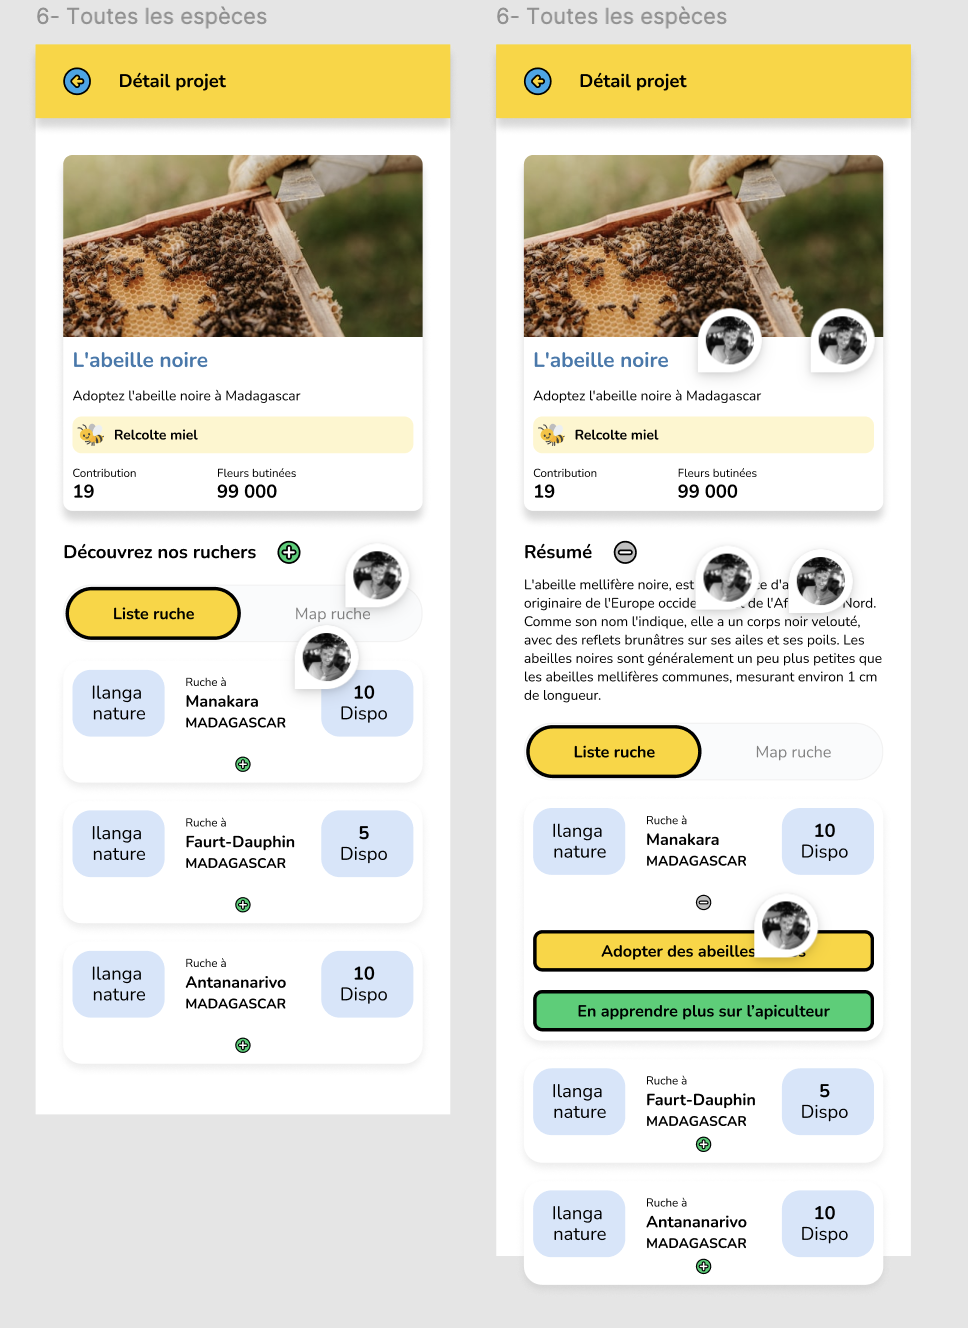 6- Toutes les espèces
Détail projet
L'abeille noire
Adoptez l'abeille noire à Madagascar
Relcolte miel
Contribution
Fleurs butinées
19
99 000
Découvrez nos ruchers
Liste ruche
Map ruche
Ilanga
nature
Ruche à
Manakara
MADAGASCAR
10
Dispo
Ilanga
nature
Ruche à
Faurt-Dauphin
MADAGASCAR
5
Dispo
Ilanga
nature
Ruche à
Antananarivo
MADAGASCAR
10
Dispo
6- Toutes les espèces
Détail projet
L'abeille noire
Adoptez l'abeille noire à Madagascar
Relcolte miel
Contribution
Fleurs butinées
19
99 000
Résumé
L'abeille mellifère noire, est
originaire de l'Europe de l'Nord.
Comme son nom l'indique, elle a un corps noir velouté,
avec des reflets brunâtres sur ses ailes et ses poils. Les
abeilles noires sont généralement un peu plus petites que
les abeilles mellifères communes, mesurant environ 1 cm
de longueur.
Liste ruche
Map ruche
Ilanga
nature
Ruche à
Manakara
MADAGASCAR
10
Dispo
Adopter des abeilles
En apprendre plus sur l'apiculteur
Ilanga
nature
Ruche à
Faurt-Dauphin
MADAGASCAR
5
Dispo
Ilanga
nature
Ruche à
Antananarivo
MADAGASCAR
10
Dispo